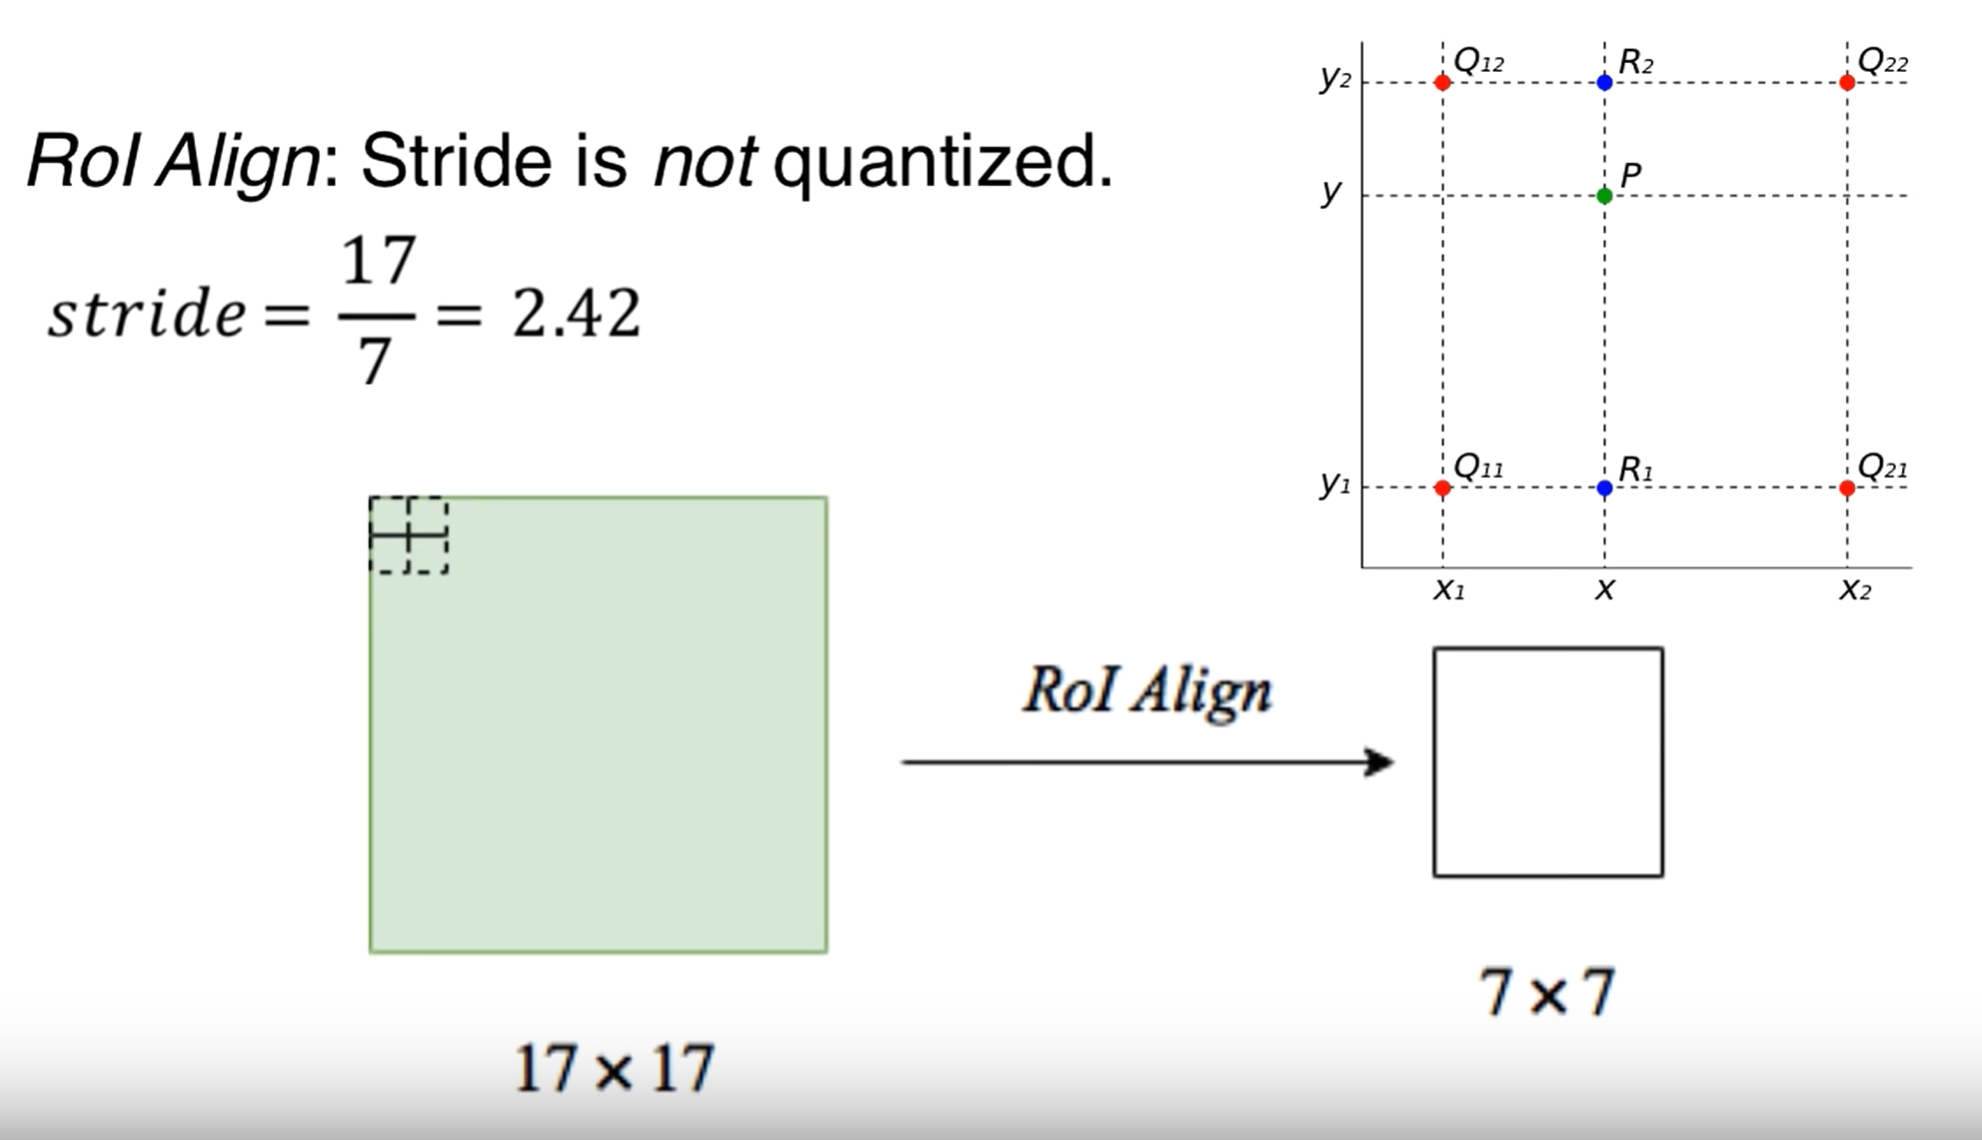 RoI Align: Stride is not quantized.
stride = 17/7 = 2.42
y₂
Q₁₂
R₂
Q₂₂
y
P
y₁
Q₁₁
R₁
Q₂₁
x₁
x
x₂
RoI Align
7 × 7
17 × 17